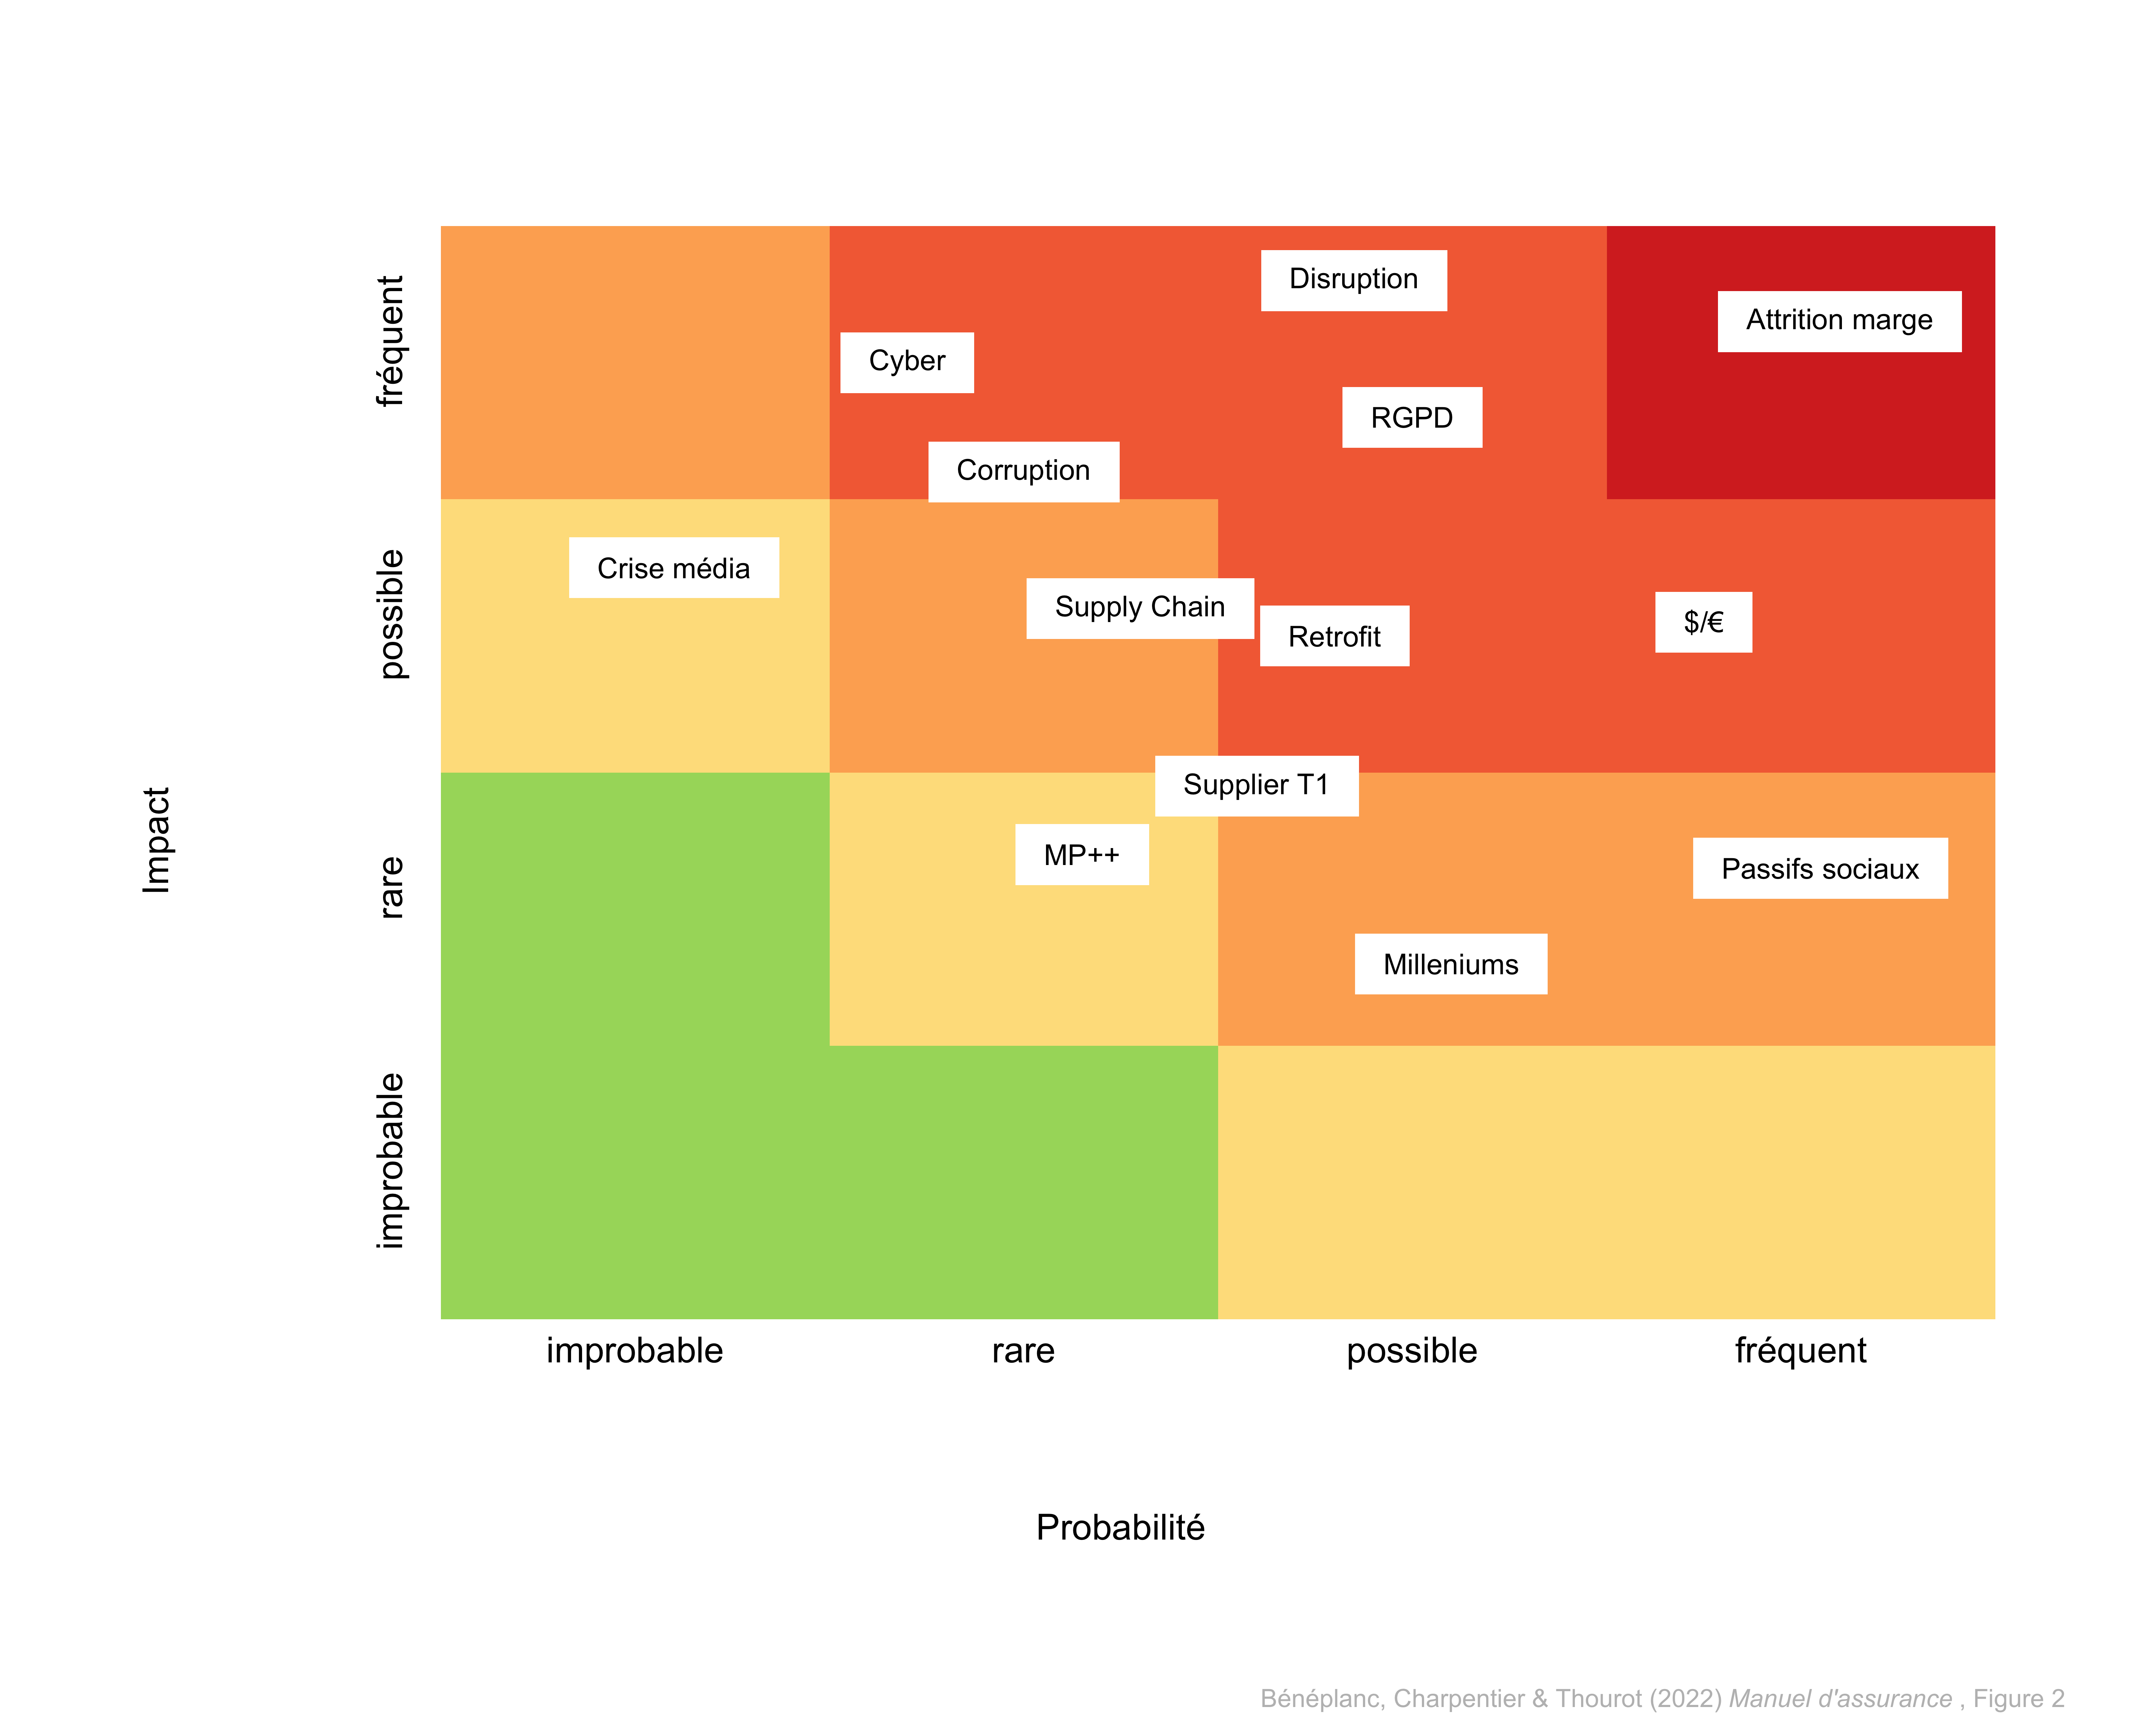 Disruption
Attrition marge
Cyber
RGPD
Corruption
Crise média
Supply Chain
Retrofit
$/€
Supplier T1
MP++
Passifs sociaux
Milleniums
fréquent
possible
rare
improbable
Impact
improbable
rare
possible
fréquent
Probabilité
Bénéplanc, Charpentier & Thourot (2022) Manuel d'assurance , Figure 2